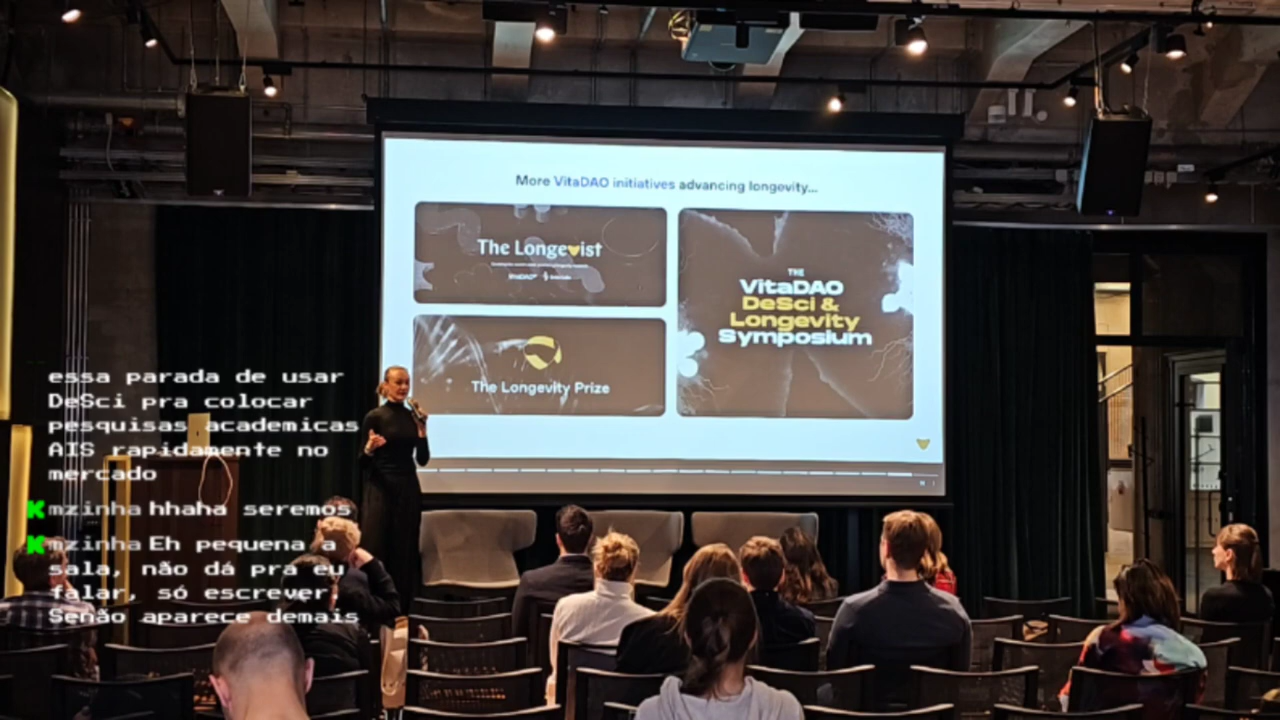 More VitaDAO initiatives advancing longevity...
The Longevist
VitaDAO
THE
VitaDAO
DeSci &
Longevity
Symposium
The Longevity Prize
essa parada de usar
DeSci pra colocar
pesquisas academicas
AIS rapidamente no
mercado
K mzinha hhaha seremos
K mzinha Eh pequena a
sala, não dá pra eu
falar, só escrever,
Senão aparece demais